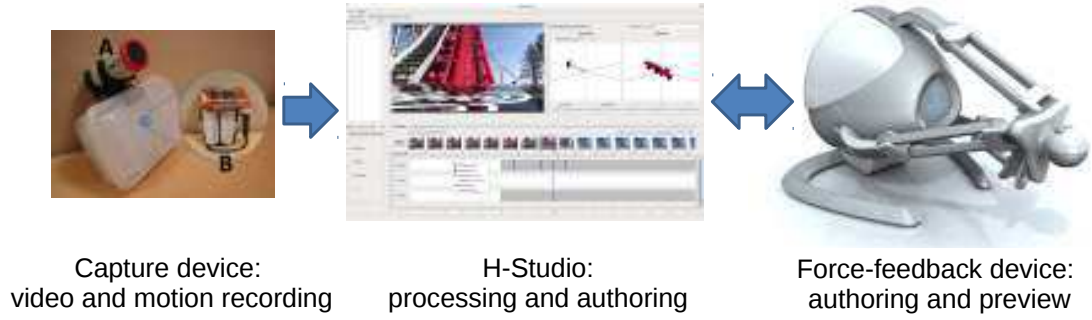 A
B
Capture device:
video and motion recording
H-Studio:
processing and authoring
Force-feedback device:
authoring and preview